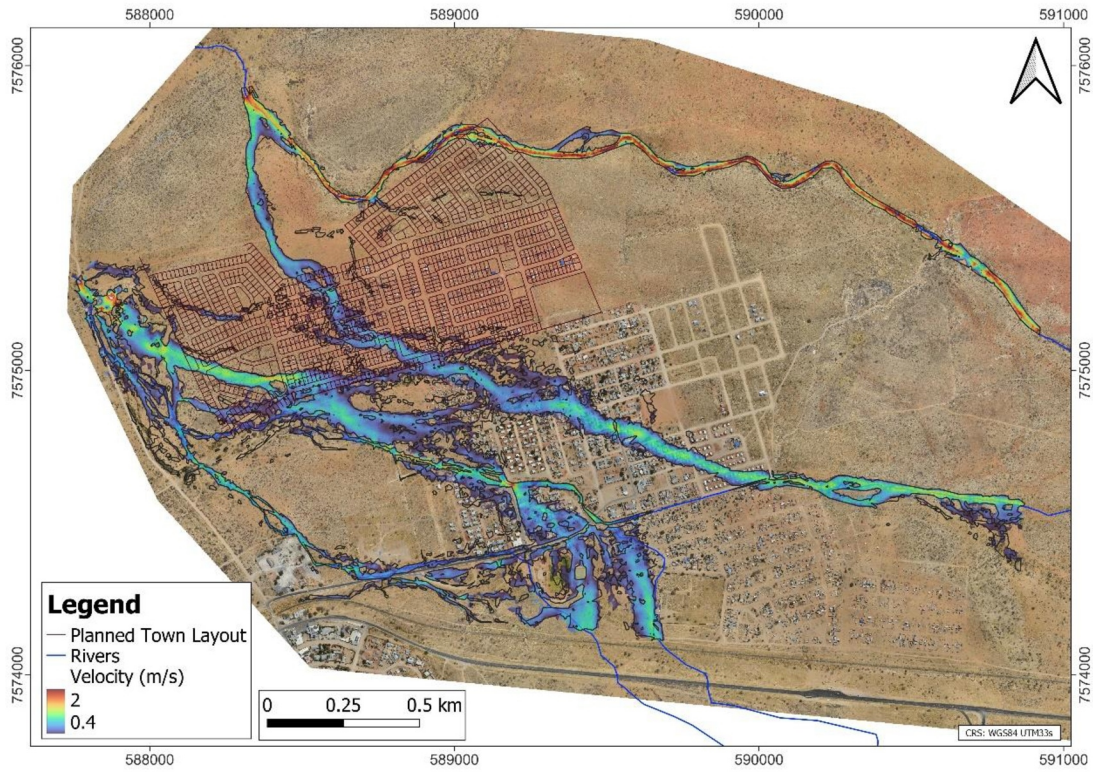 588000 589000 590000 591000
7576000 7576000
7575000 7575000
7574000 7574000
Legend
Planned Town Layout
Rivers
Velocity (m/s)
2
0.4
0 0.25 0.5 km
CRS: WGS84 UTM33s
588000 589000 590000 591000